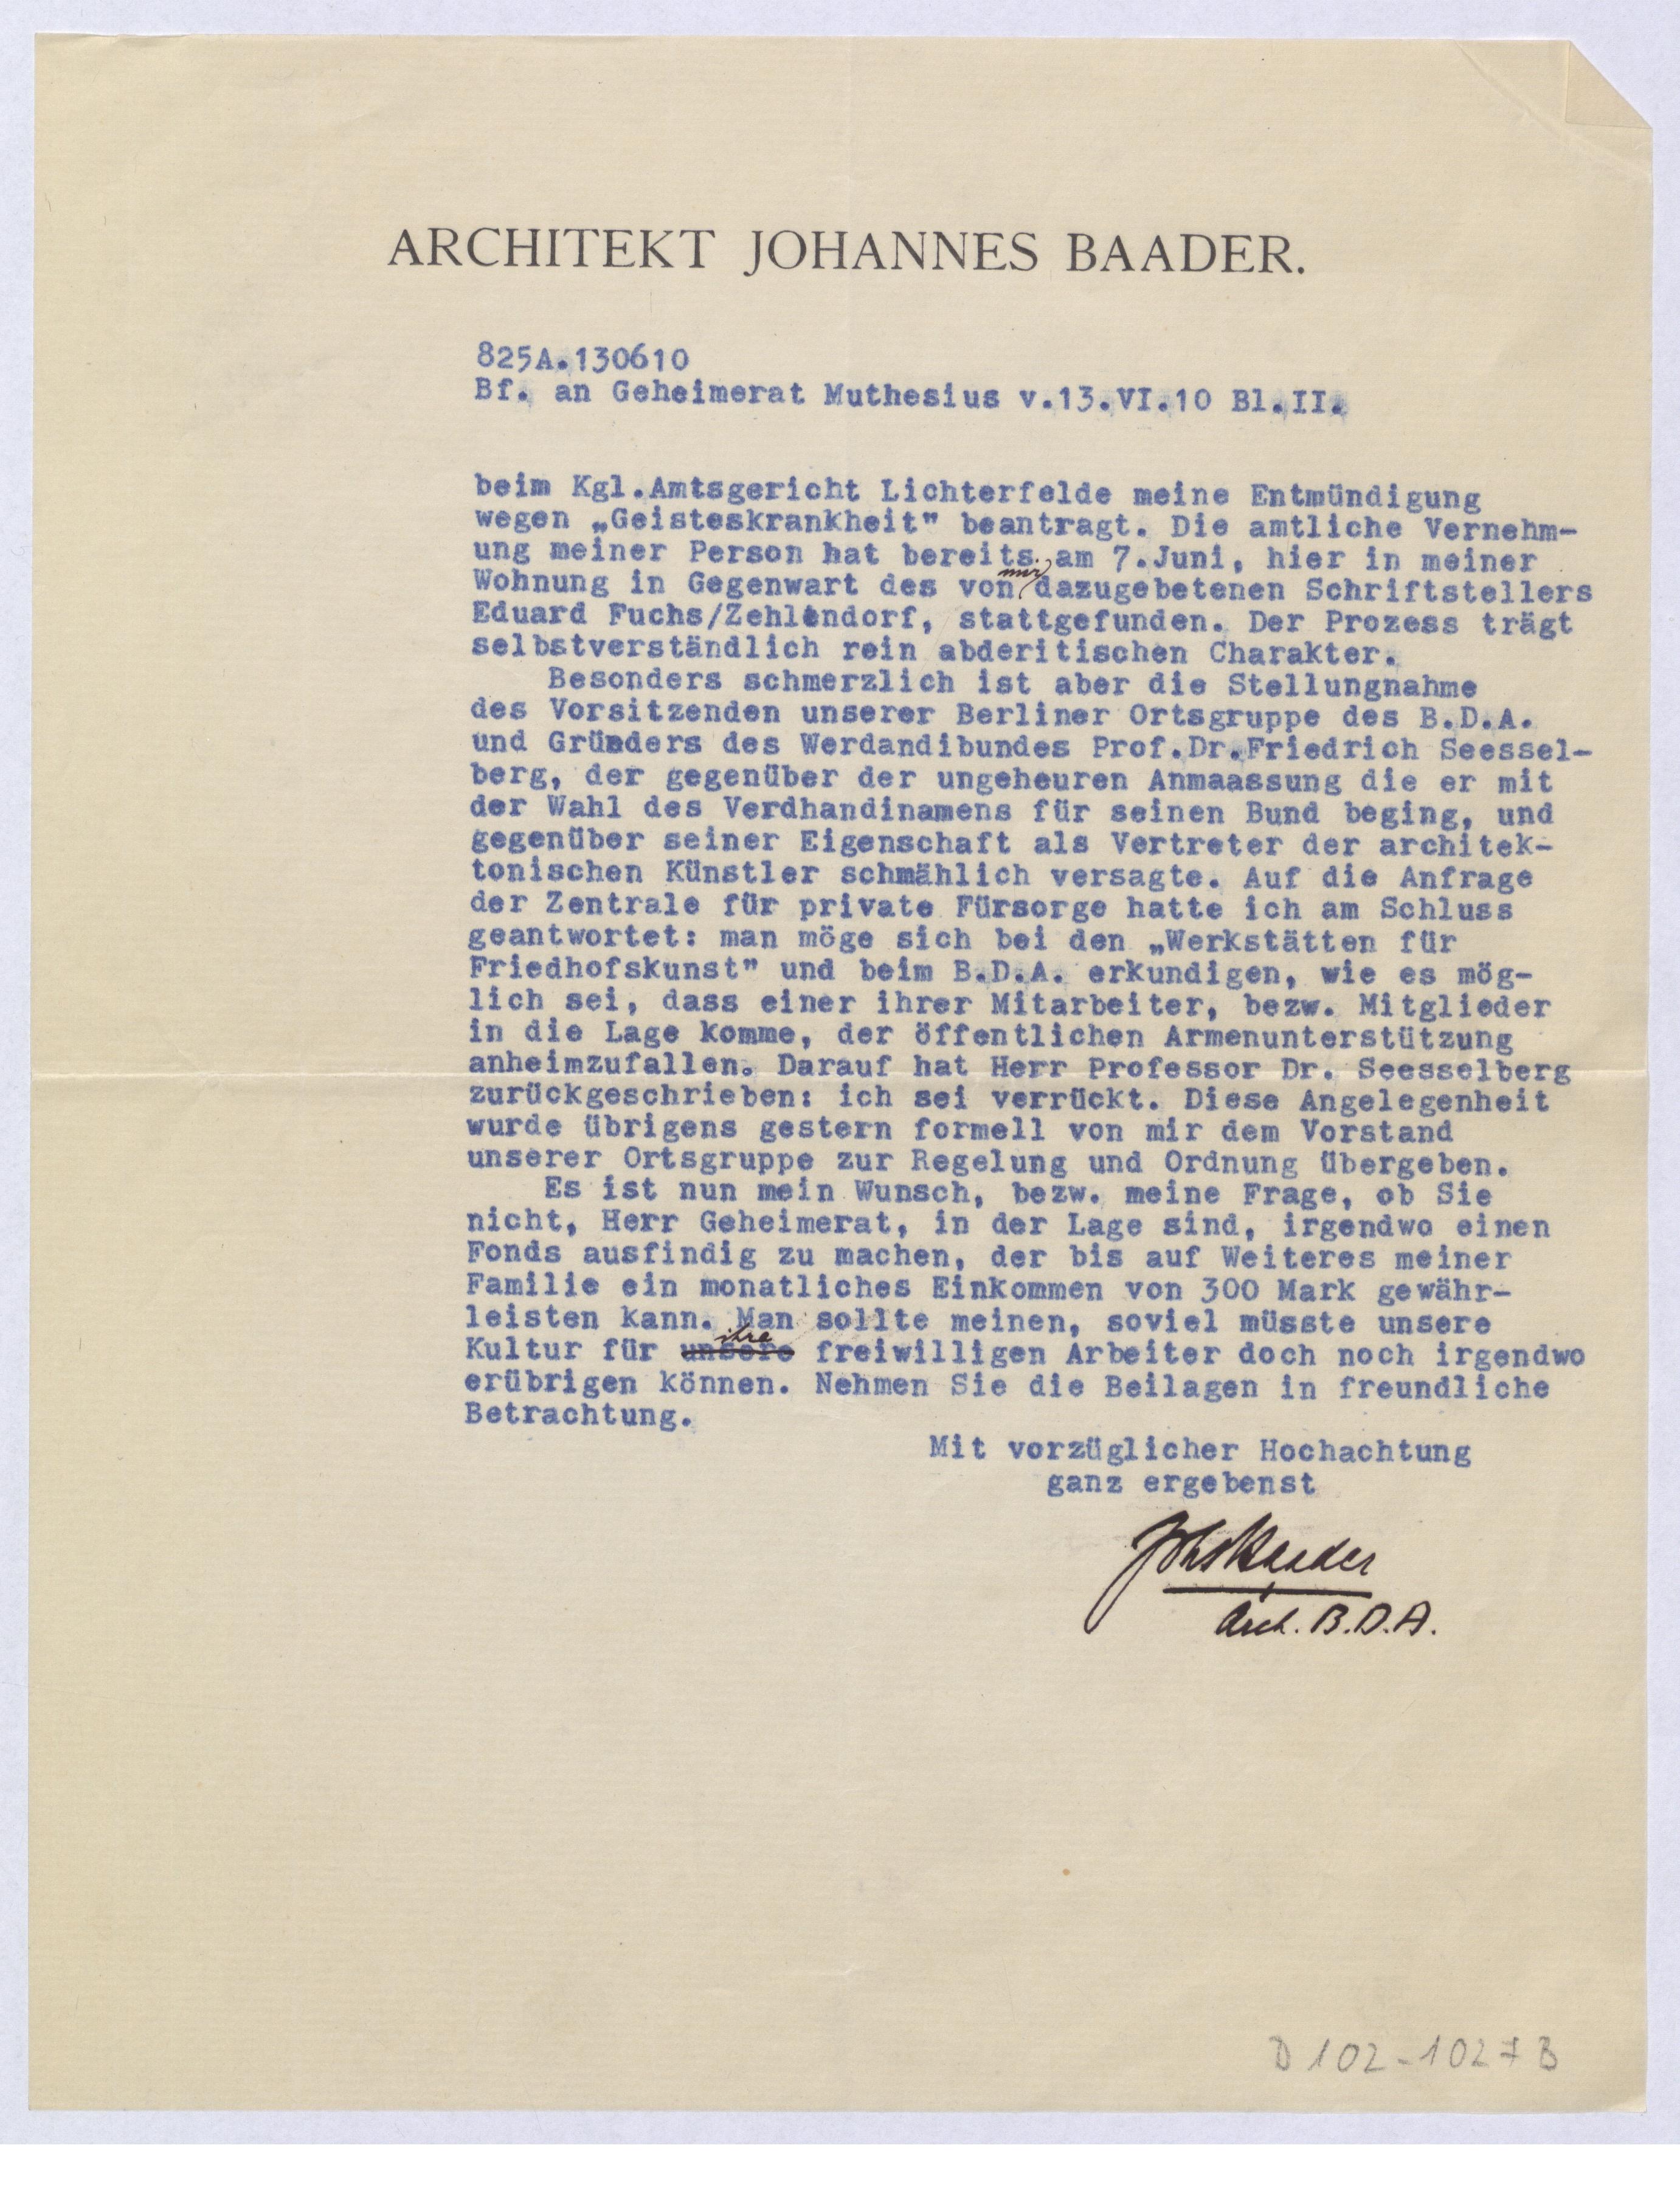 ARCHITEKT JOHANNES BAADER.
825A.130610
Bf. an Geheimerat Muthesius v.13.VI.10 Bl.II.
beim Kgl.Amtsgericht Lichterfelde meine Entmündigung
wegen „Geisteskrankheit" beantragt. Die amtliche Vernehm-
ung meiner Person hat bereits am 7.Juni, hier in meiner
Wohnung in Gegenwart des von mir dazugebetenen Schriftstellers
Eduard Fuchs/Zehlendorf, stattgefunden. Der Prozess trägt
selbstverständlich rein abderitischen Charakter.
Besonders schmerzlich ist aber die Stellungnahme
des Vorsitzenden unserer Berliner Ortsgruppe des B.D.A.
und Gründers des Werdandibundes Prof.Dr.Friedrich Seessel-
berg, der gegenüber der ungeheuren Anmaassung die er mit
der Wahl des Verdhandinamens für seinen Bund beging, und
gegenüber seiner Eigenschaft als Vertreter der architek-
tonischen Künstler schmählich versagte. Auf die Anfrage
der Zentrale für private Fürsorge hatte ich am Schluss
geantwortet: man möge sich bei den „Werkstätten für
Friedhofskunst" und beim B.D.A. erkundigen, wie es mög-
lich sei, dass einer ihrer Mitarbeiter, bezw. Mitglieder
in die Lage komme, der öffentlichen Armenunterstützung
anheimzufallen. Darauf hat Herr Professor Dr. Seesselberg
zurückgeschrieben: ich sei verrückt. Diese Angelegenheit
wurde übrigens gestern formell von mir dem Vorstand
unserer Ortsgruppe zur Regelung und Ordnung übergeben.
Es ist nun mein Wunsch, bezw. meine Frage, ob Sie
nicht, Herr Geheimerat, in der Lage sind, irgendwo einen
Fonds ausfindig zu machen, der bis auf Weiteres meiner
Familie ein monatliches Einkommen von 300 Mark gewähr-
leisten kann. Man sollte meinen, soviel müsste unsere
Kultur für unsere ihre freiwilligen Arbeiter doch noch irgendwo
erübrigen können. Nehmen Sie die Beilagen in freundliche
Betrachtung.
Mit vorzüglicher Hochachtung
ganz ergebenst
JohsBaader
Arch. B.D.A.
D 102-1027 B